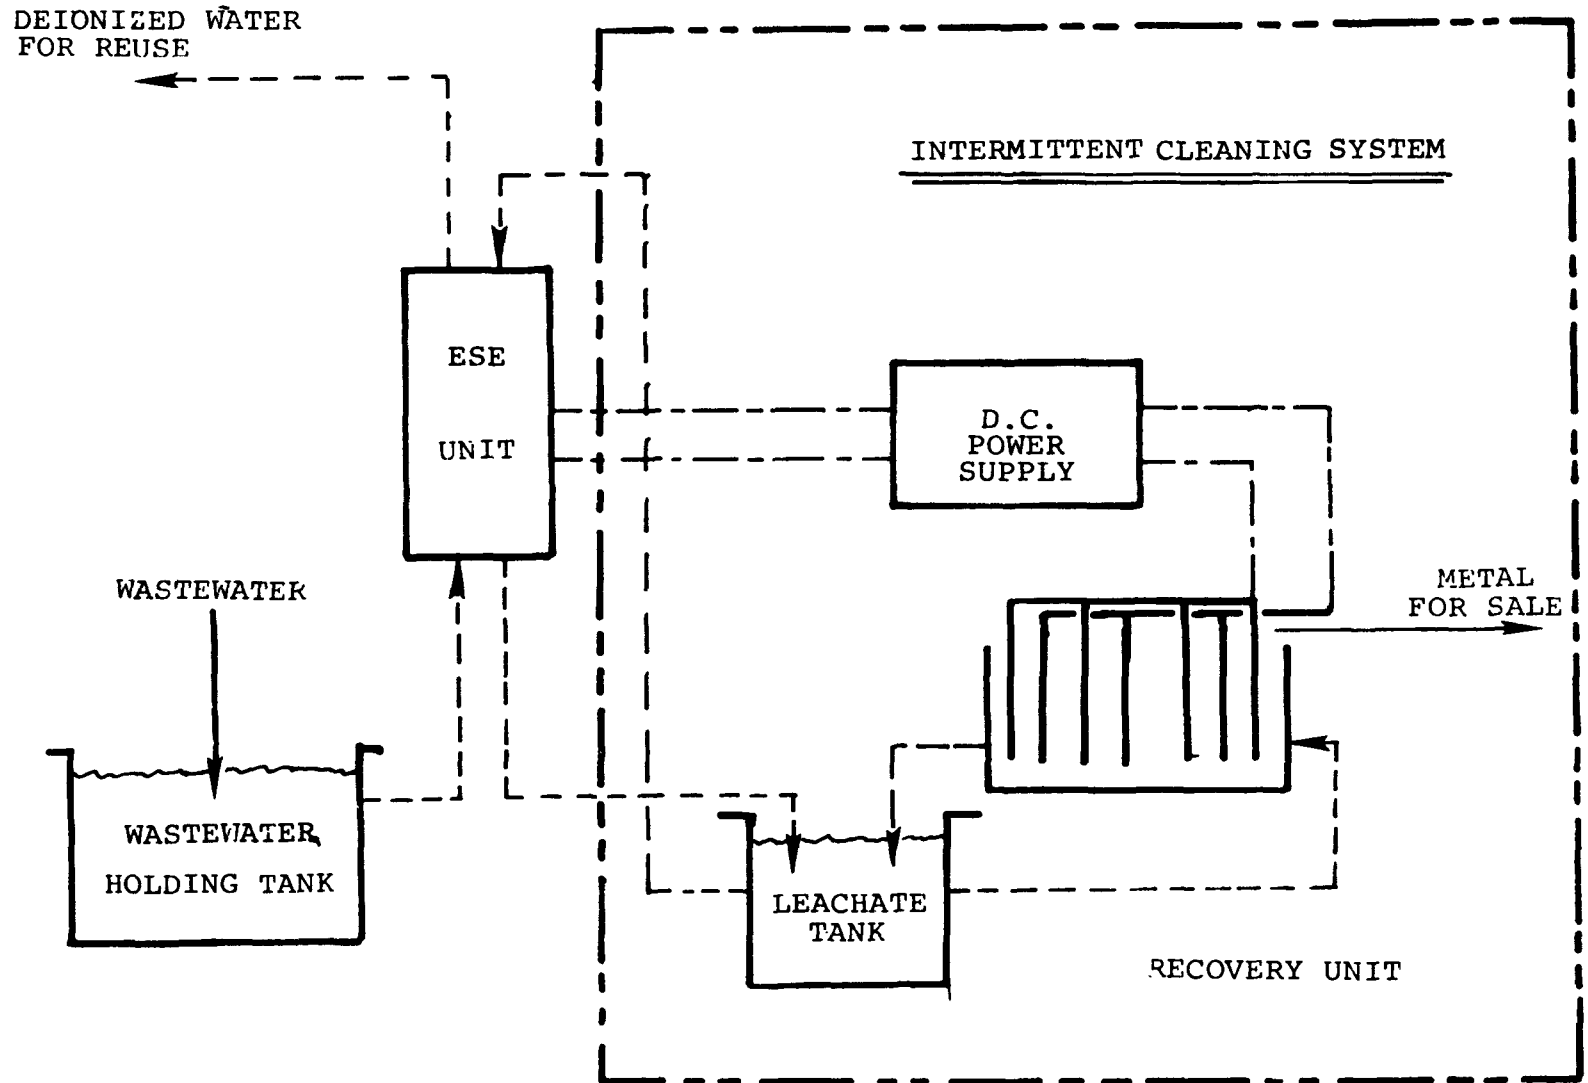 DEIONIZED WATER
FOR REUSE
INTERMITTENT CLEANING SYSTEM
ESE
UNIT
D.C.
POWER
SUPPLY
METAL
FOR SALE
WASTEWATER
WASTEWATER
HOLDING TANK
LEACHATE
TANK
RECOVERY UNIT